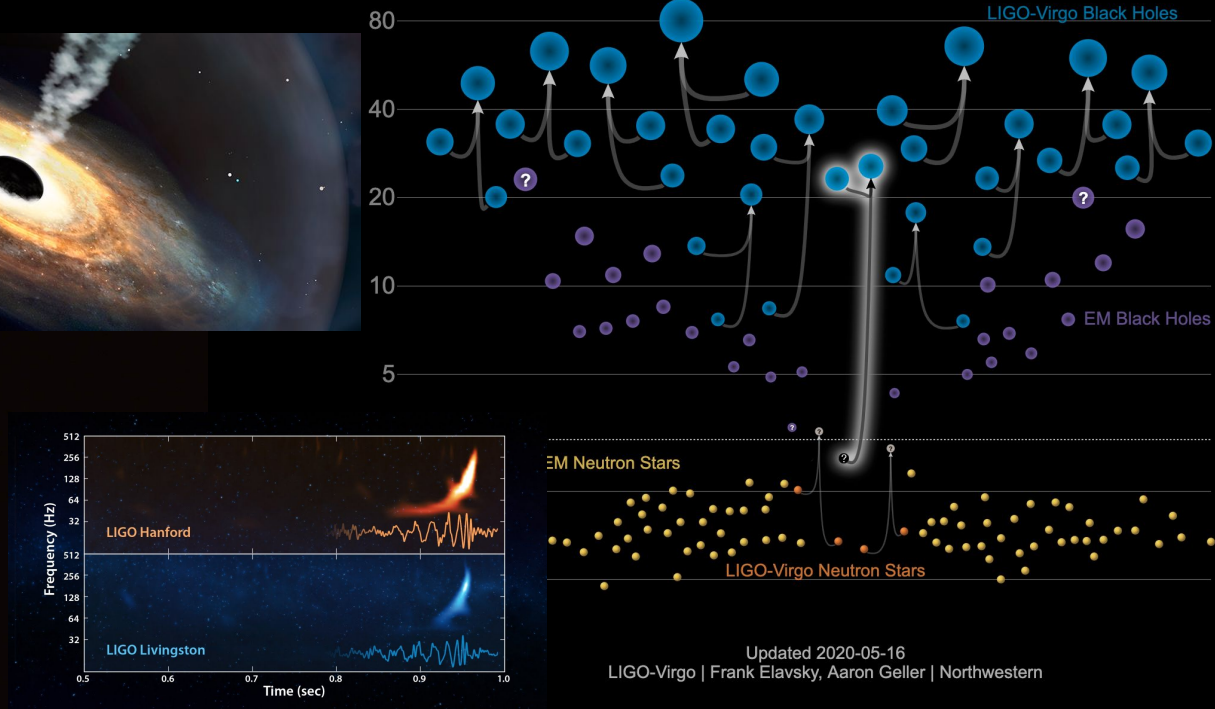 80
LIGO-Virgo Black Holes
40
?
20
?
10
EM Black Holes
5
?
?
?
?
EM Neutron Stars
LIGO-Virgo Neutron Stars
Updated 2020-05-16
LIGO-Virgo | Frank Elavsky, Aaron Geller | Northwestern
Frequency (Hz)
512
256
128
64
32
LIGO Hanford
512
256
128
64
32
LIGO Livingston
0.5 0.6 0.7 0.8 0.9 1.0
Time (sec)